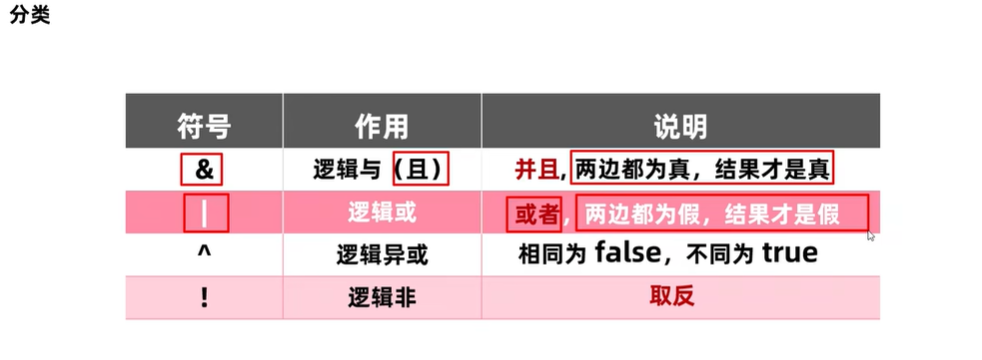 分类
符号 作用 说明
& 逻辑与（且） 并且，两边都为真，结果才是真
| 逻辑或 或者，两边都为假，结果才是假
^ 逻辑异或 相同为 false，不同为 true
! 逻辑非 取反